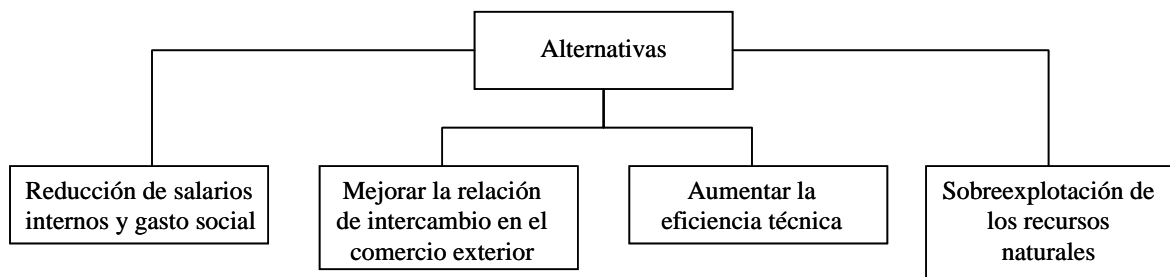 Alternativas
Reducción de salarios
internos y gasto social
Mejorar la relación
de intercambio en el
comercio exterior
Aumentar la
eficiencia técnica
Sobreexplotación de
los recursos
naturales